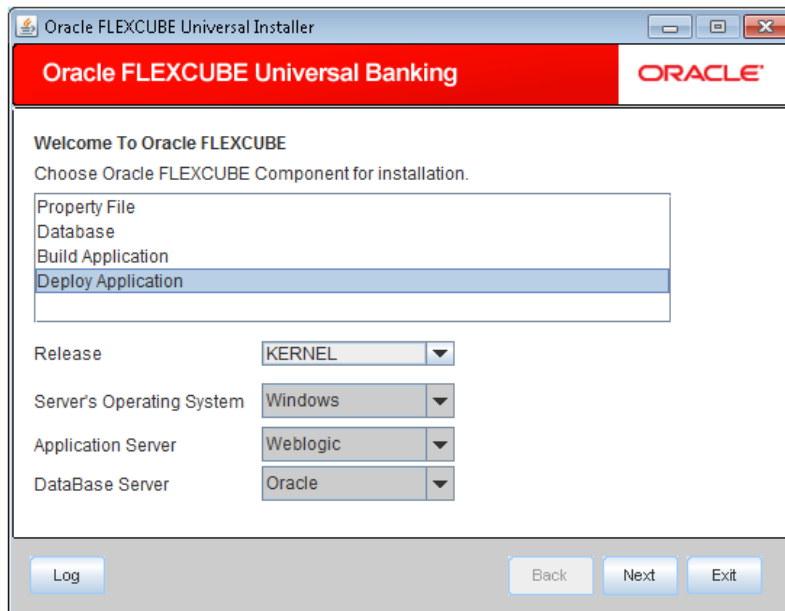 Oracle FLEXCUBE Universal Installer
Oracle FLEXCUBE Universal Banking
ORACLE
Welcome To Oracle FLEXCUBE
Choose Oracle FLEXCUBE Component for installation.
Property File
Database
Build Application
Deploy Application
Release KERNEL
Server's Operating System Windows
Application Server Weblogic
DataBase Server Oracle
Log Back Next Exit